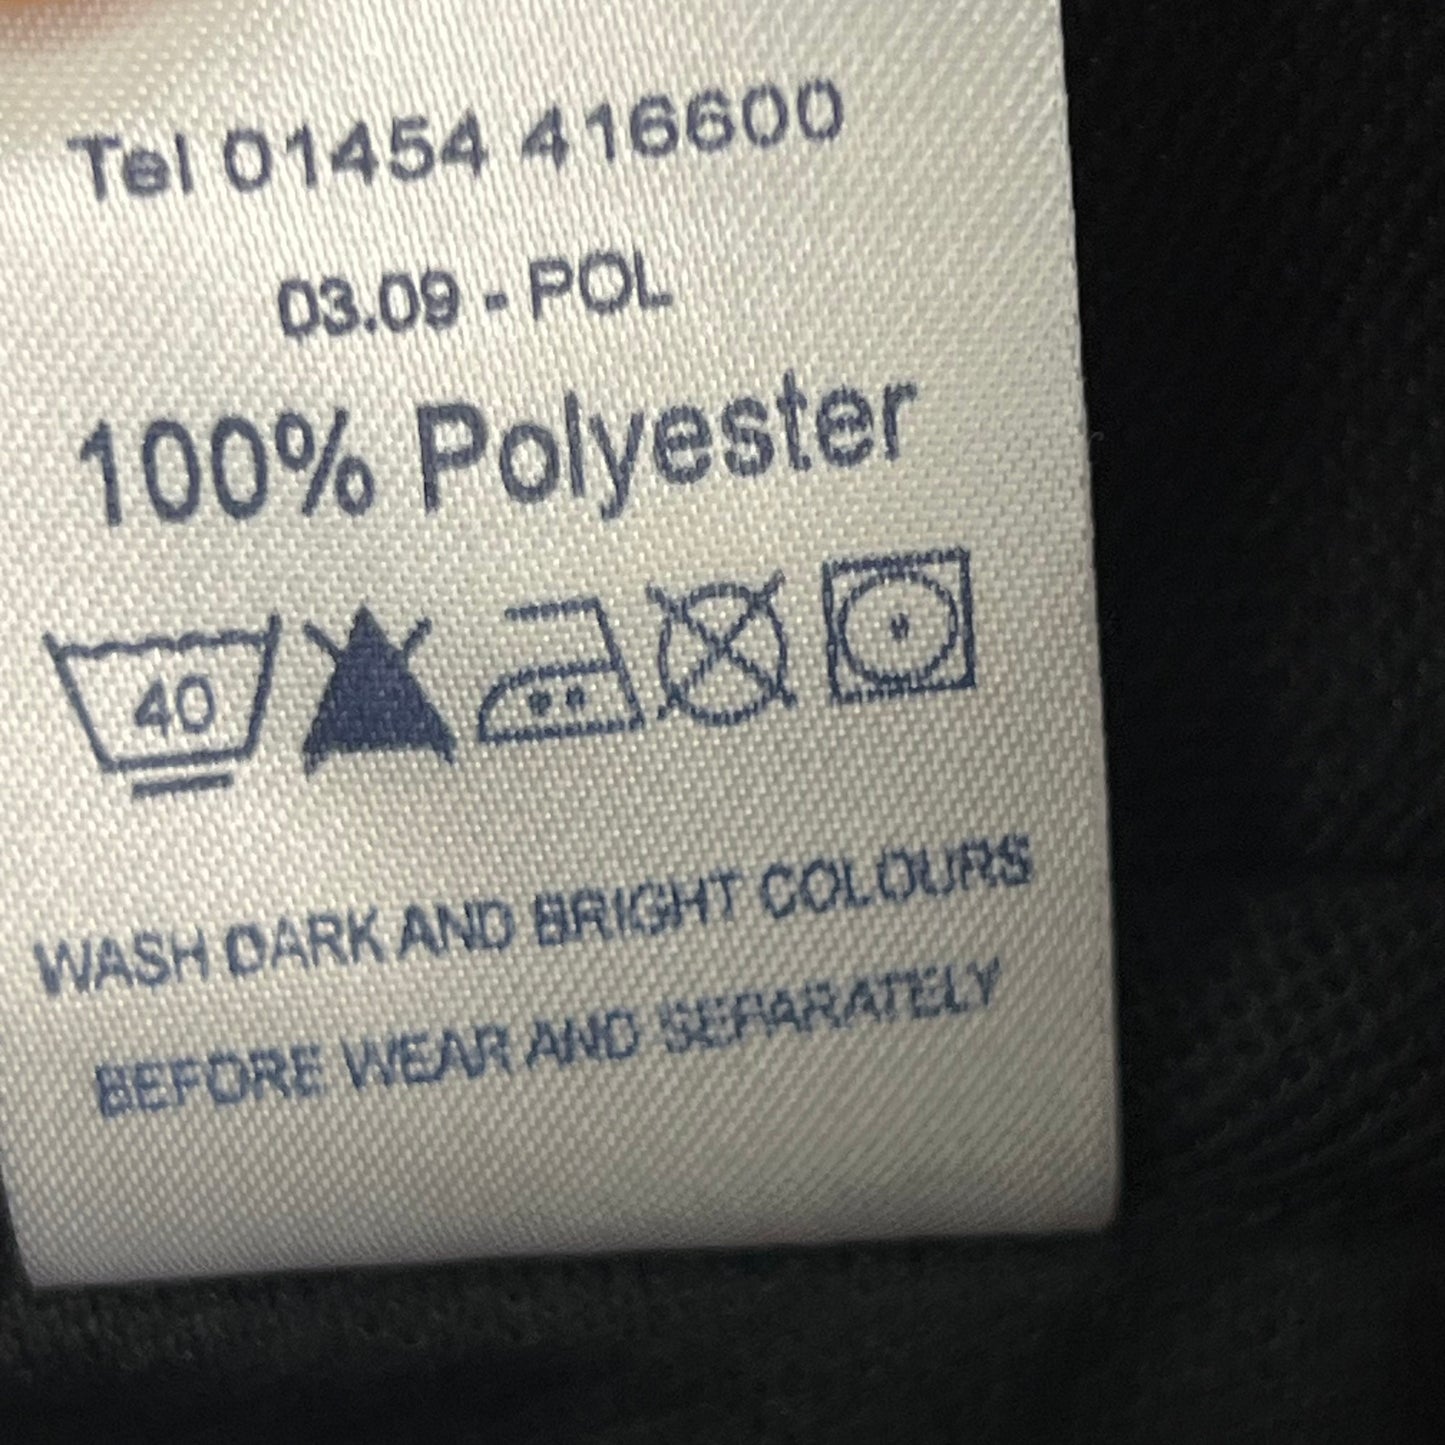 Tel 01454 416600
03.09 - POL
100% Polyester
40
WASH DARK AND BRIGHT COLOURS
BEFORE WEAR AND SEPARATELY